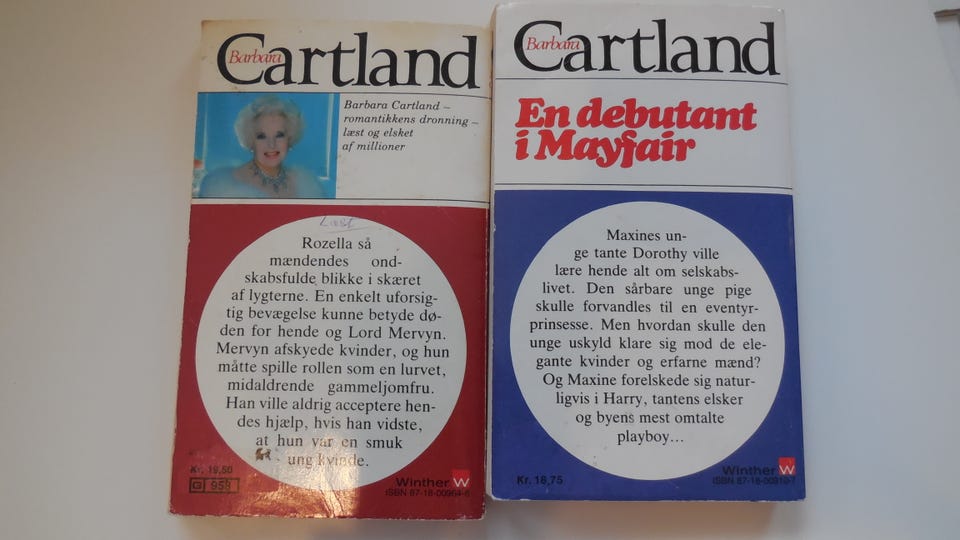 Barbara
Cartland
Barbara Cartland –
romantikkens dronning –
læst og elsket
af millioner
Rozella så
mændendes ond-
skabsfulde blikke i skæret
af lygterne. En enkelt uforsig-
tig bevægelse kunne betyde dø-
den for hende og Lord Mervyn.
Mervyn afskyede kvinder, og hun
måtte spille rollen som en lurvet,
midaldrende gammeljomfru.
Han ville aldrig acceptere hen-
des hjælp, hvis han vidste,
at hun var en smuk
ung kvinde.
Kr. 19,50
G 958
Winther W
Barbara
Cartland
En debutant
i Mayfair
Maxines un-
ge tante Dorothy ville
lære hende alt om selskabs-
livet. Den sårbare unge pige
skulle forvandles til en eventyr-
prinsesse. Men hvordan skulle den
unge uskyld klare sig mod de ele-
gante kvinder og erfarne mænd?
Og Maxine forelskede sig natur-
ligvis i Harry, tantens elsker
og byens mest omtalte
playboy...
Kr. 18,75
Winther W